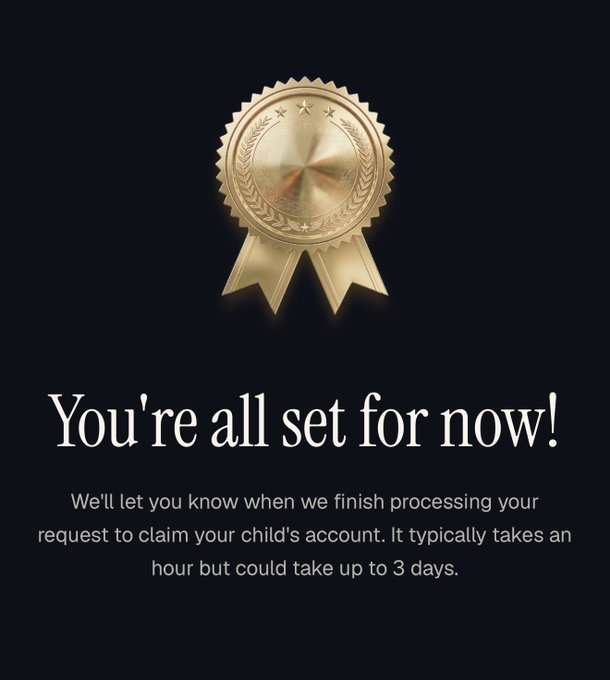 You're all set for now!
We'll let you know when we finish processing your
request to claim your child's account. It typically takes an
hour but could take up to 3 days.